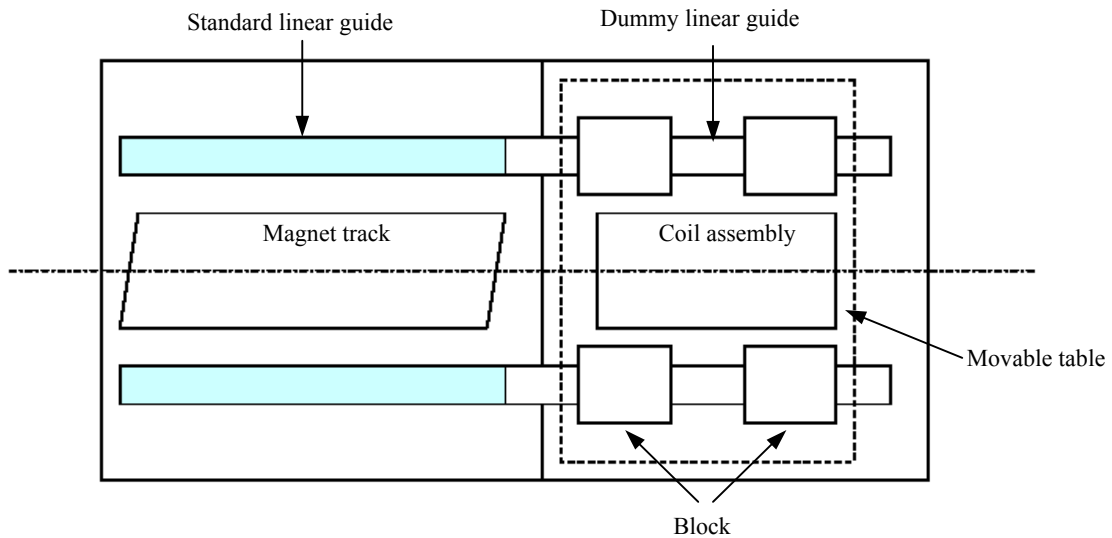 Standard linear guide
Dummy linear guide
Magnet track
Coil assembly
Movable table
Block